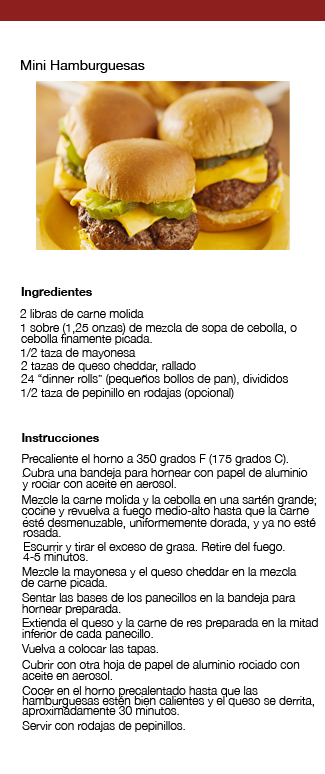 Mini Hamburguesas
Ingredientes
2 libras de carne molida
1 sobre (1,25 onzas) de mezcla de sopa de cebolla, o
cebolla finamente picada.
1/2 taza de mayonesa
2 tazas de queso cheddar, rallado
24 “dinner rolls” (pequeños bollos de pan), divididos
1/2 taza de pepinillo en rodajas (opcional)
Instrucciones
Precaliente el horno a 350 grados F (175 grados C).
Cubra una bandeja para hornear con papel de aluminio
y rociar con aceite en aerosol.
Mezcle la carne molida y la cebolla en una sartén grande;
cocine y revuelva a fuego medio-alto hasta que la carne
esté desmenuzable, uniformemente dorada, y ya no esté
rosada.
Escurrir y tirar el exceso de grasa. Retire del fuego.
4-5 minutos.
Mezcle la mayonesa y el queso cheddar en la mezcla
de carne picada.
Sentar las bases de los panecillos en la bandeja para
hornear preparada.
Extienda el queso y la carne de res preparada en la mitad
inferior de cada panecillo.
Vuelva a colocar las tapas.
Cubrir con otra hoja de papel de aluminio rociado con
aceite en aerosol.
Cocer en el horno precalentado hasta que las
hamburguesas estén bien calientes y el queso se derrita,
aproximadamente 30 minutos.
Servir con rodajas de pepinillos.